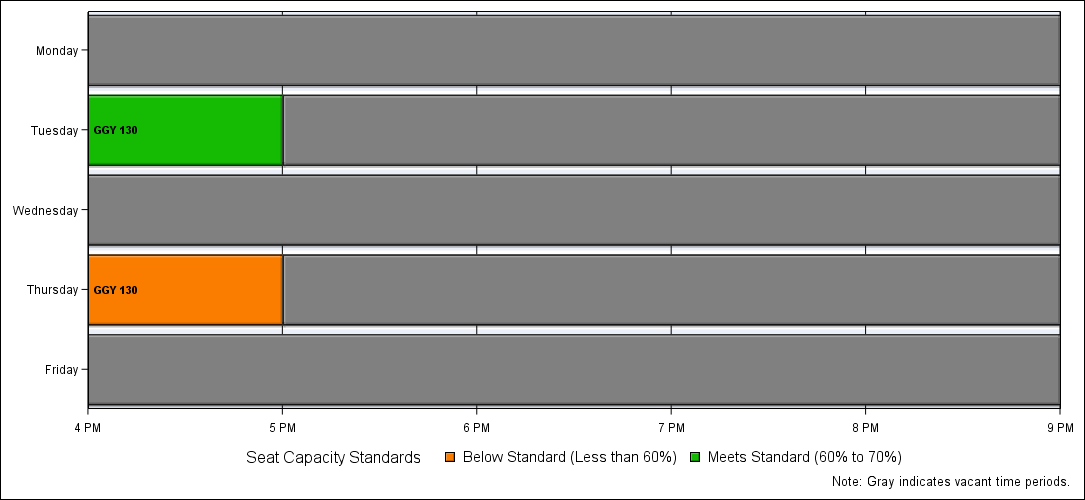 Monday
Tuesday
GGY 130
Wednesday
Thursday
GGY 130
Friday
4 PM 5 PM 6 PM 7 PM 8 PM 9 PM
Seat Capacity Standards Below Standard (Less than 60%) Meets Standard (60% to 70%)
Note: Gray indicates vacant time periods.